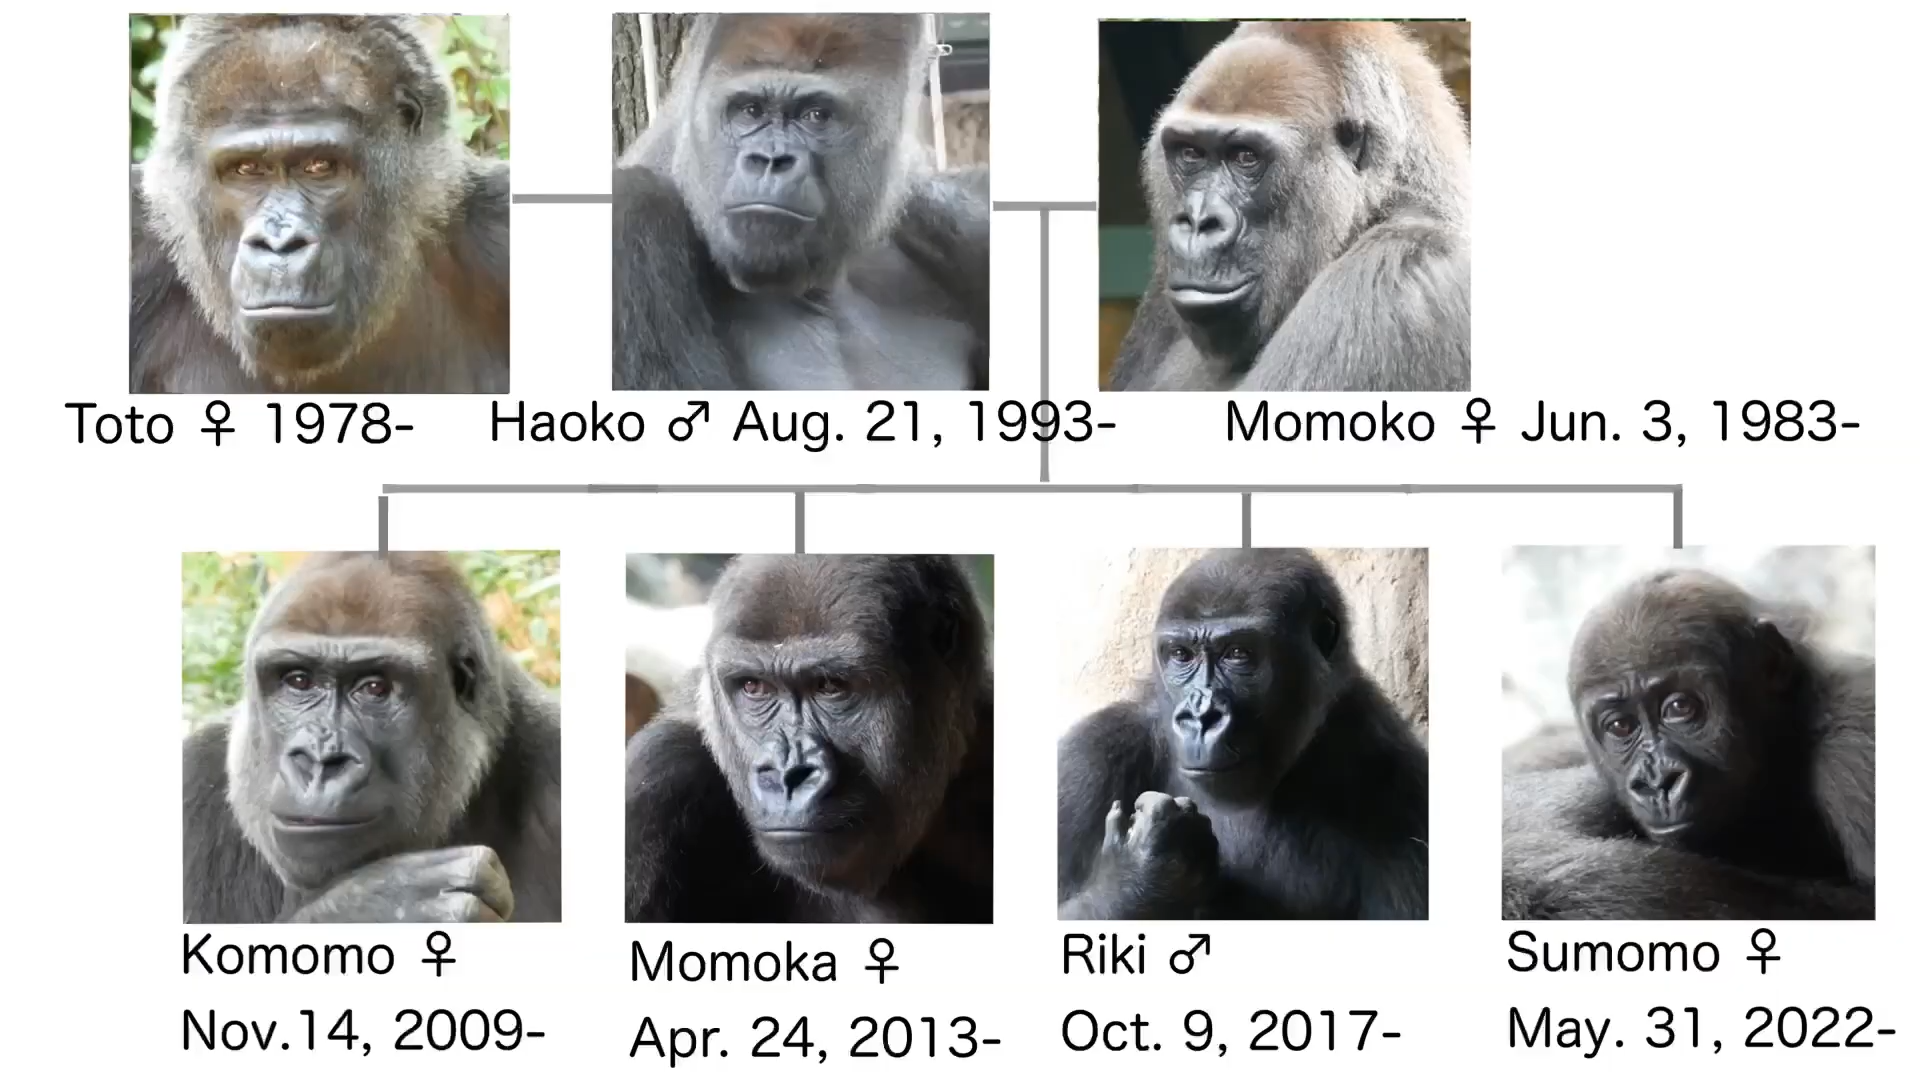 Toto ♀ 1978-
Haoko ♂ Aug. 21, 1993-
Momoko ♀ Jun. 3, 1983-
Komomo ♀
Nov.14, 2009-
Momoka ♀
Apr. 24, 2013-
Riki ♂
Oct. 9, 2017-
Sumomo ♀
May. 31, 2022-